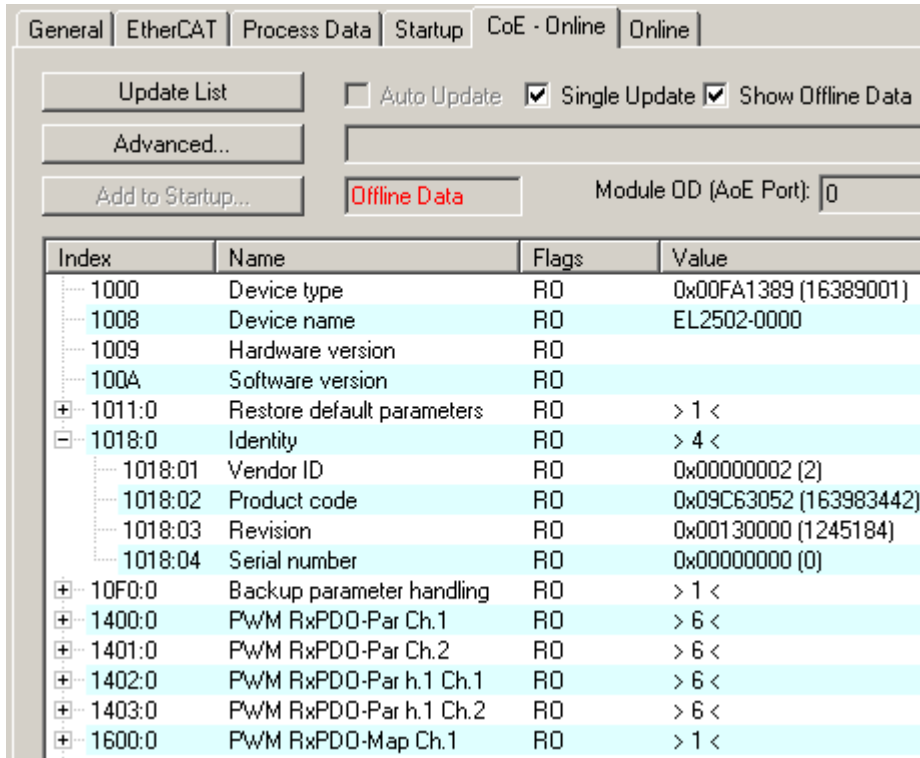 General EtherCAT Process Data Startup CoE - Online Online
Update List Auto Update Single Update Show Offline Data
Advanced...
Add to Startup... Offline Data Module OD (AoE Port): 0
Index Name Flags Value
1000 Device type RO 0x00FA1389 (16389001)
1008 Device name RO EL2502-0000
1009 Hardware version RO
100A Software version RO
1011:0 Restore default parameters RO > 1 <
1018:0 Identity RO > 4 <
1018:01 Vendor ID RO 0x00000002 (2)
1018:02 Product code RO 0x09C63052 (163983442)
1018:03 Revision RO 0x00130000 (1245184)
1018:04 Serial number RO 0x00000000 (0)
10F0:0 Backup parameter handling RO > 1 <
1400:0 PWM RxPDO-Par Ch.1 RO > 6 <
1401:0 PWM RxPDO-Par Ch.2 RO > 6 <
1402:0 PWM RxPDO-Par h.1 Ch.1 RO > 6 <
1403:0 PWM RxPDO-Par h.1 Ch.2 RO > 6 <
1600:0 PWM RxPDO-Map Ch.1 RO > 1 <